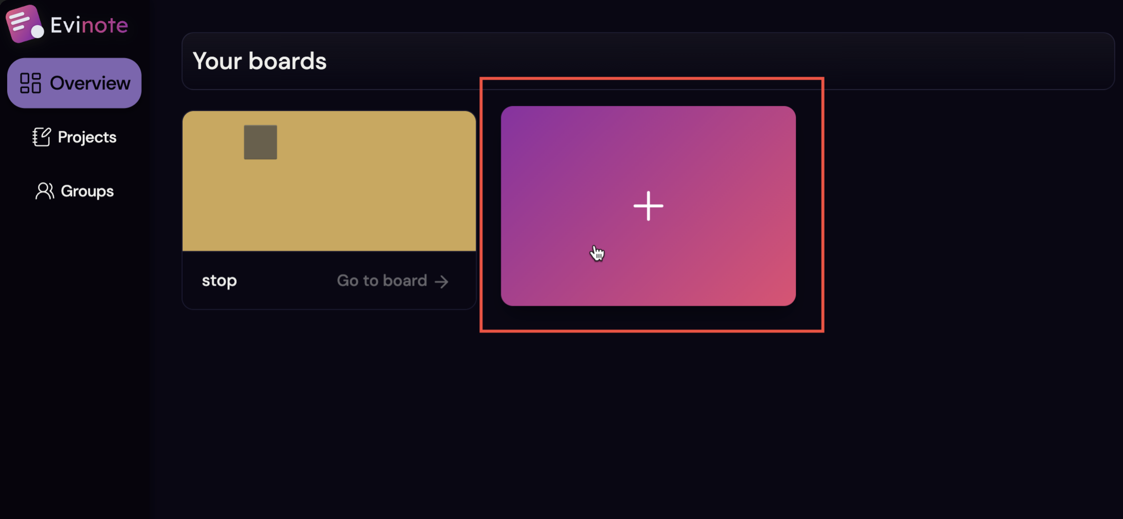 Evinote
Overview
Projects
Groups
Your boards
stop
Go to board →